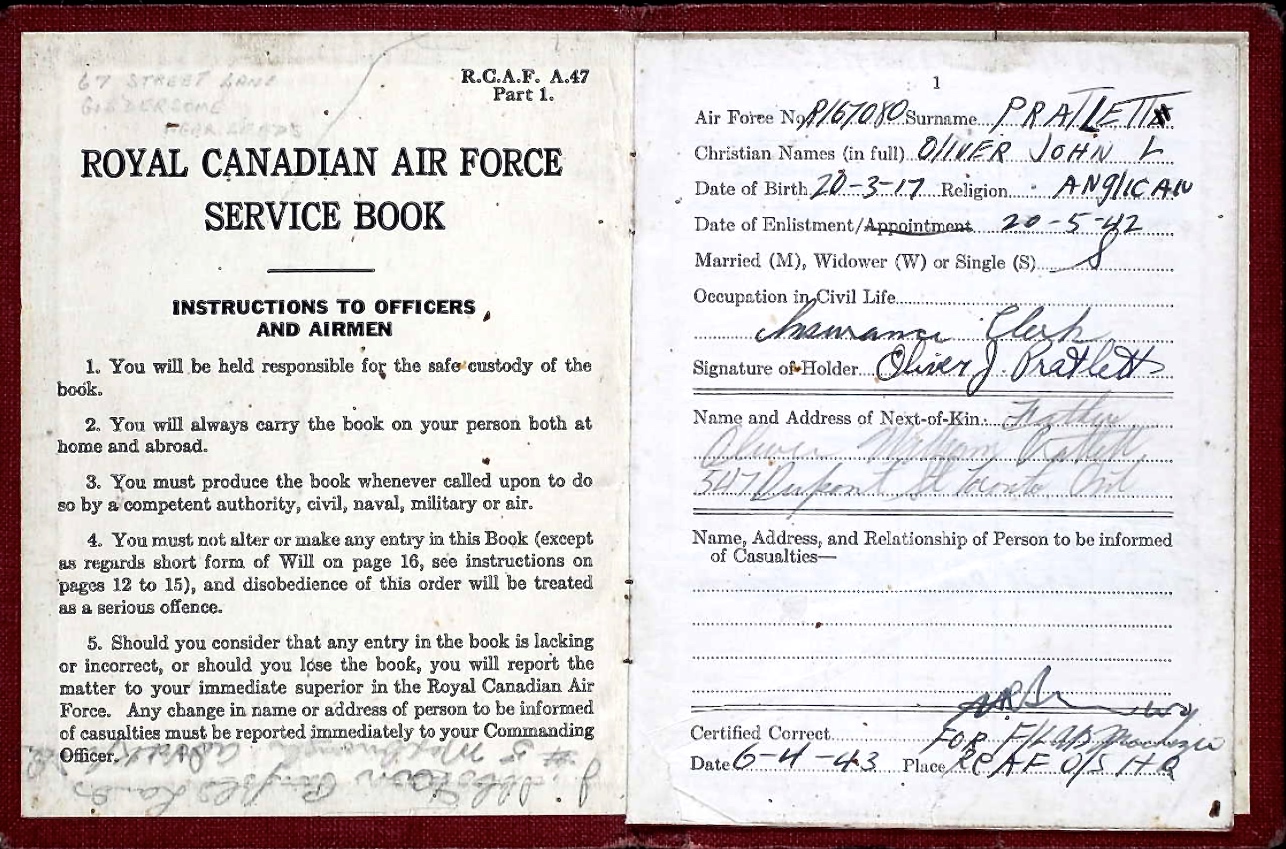 67 STREET LANE
GILDERSOME
NEAR LEEDS
R.C.A.F. A.47
Part 1.
ROYAL CANADIAN AIR FORCE
SERVICE BOOK
INSTRUCTIONS TO OFFICERS
AND AIRMEN
1. You will be held responsible for the safe custody of the
book.
2. You will always carry the book on your person both at
home and abroad.
3. You must produce the book whenever called upon to do
so by a competent authority, civil, naval, military or air.
4. You must not alter or make any entry in this Book (except
as regards short form of Will on page 16, see instructions on
pages 12 to 15), and disobedience of this order will be treated
as a serious offence.
5. Should you consider that any entry in the book is lacking
or incorrect, or should you lose the book, you will report the
matter to your immediate superior in the Royal Canadian Air
Force. Any change in name or address of person to be informed
of casualties must be reported immediately to your Commanding
Officer.
1
Air Force No. R/67080 Surname PRATLETT
Christian Names (in full) OLIVER JOHN L
Date of Birth 20-3-17 Religion ANGLICAN
Date of Enlistment/Appointment 20-5-42
Married (M), Widower (W) or Single (S) S
Occupation in Civil Life
Insurance Clerk
Signature of Holder Oliver J. Pratlett
Name and Address of Next-of-Kin: Father
Oliver William Pratlett
547 Dupont St Toronto Ont
Name, Address, and Relationship of Person to be informed
of Casualties—
Certified Correct FOR F/L
Date 6-4-43 Place RCAF O/S HQ